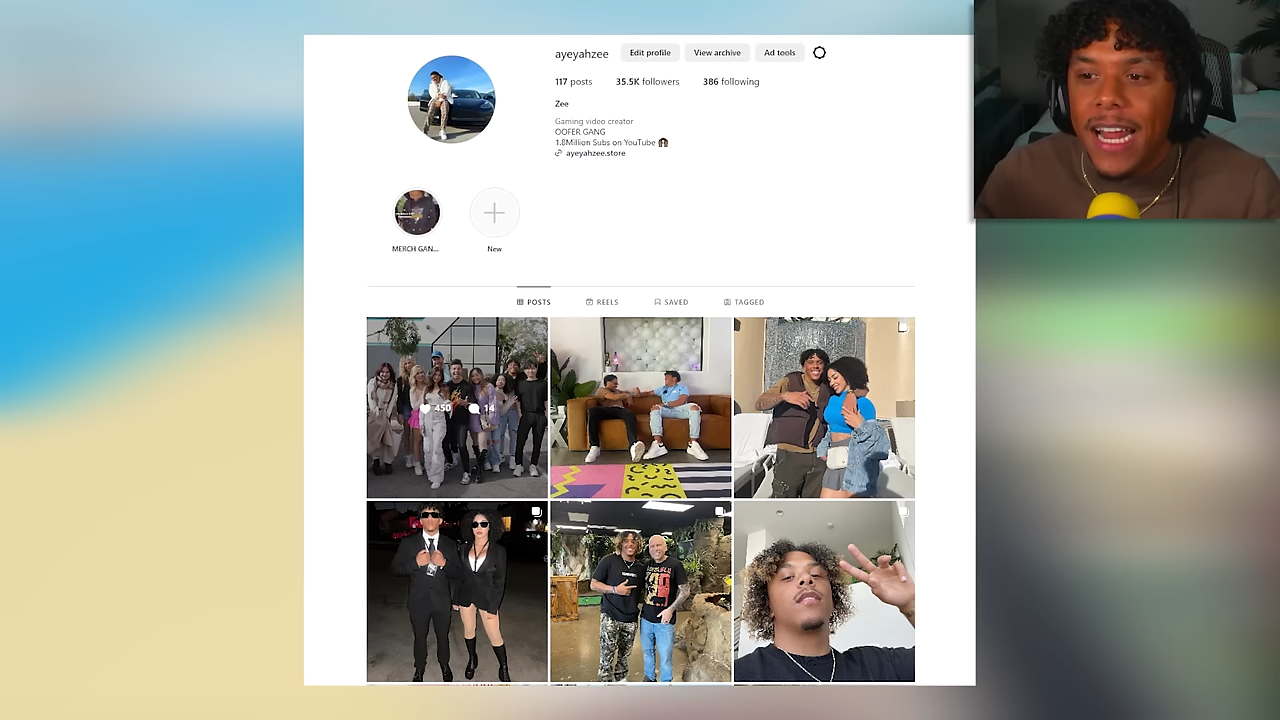 ayeyahzee Edit profile View archive Ad tools
117 posts 35.5K followers 386 following
Zee
Gaming video creator
OOFER GANG
1.8Million Subs on YouTube
ayeyahzee.store
MERCH GAN... New
POSTS REELS SAVED TAGGED
450 14